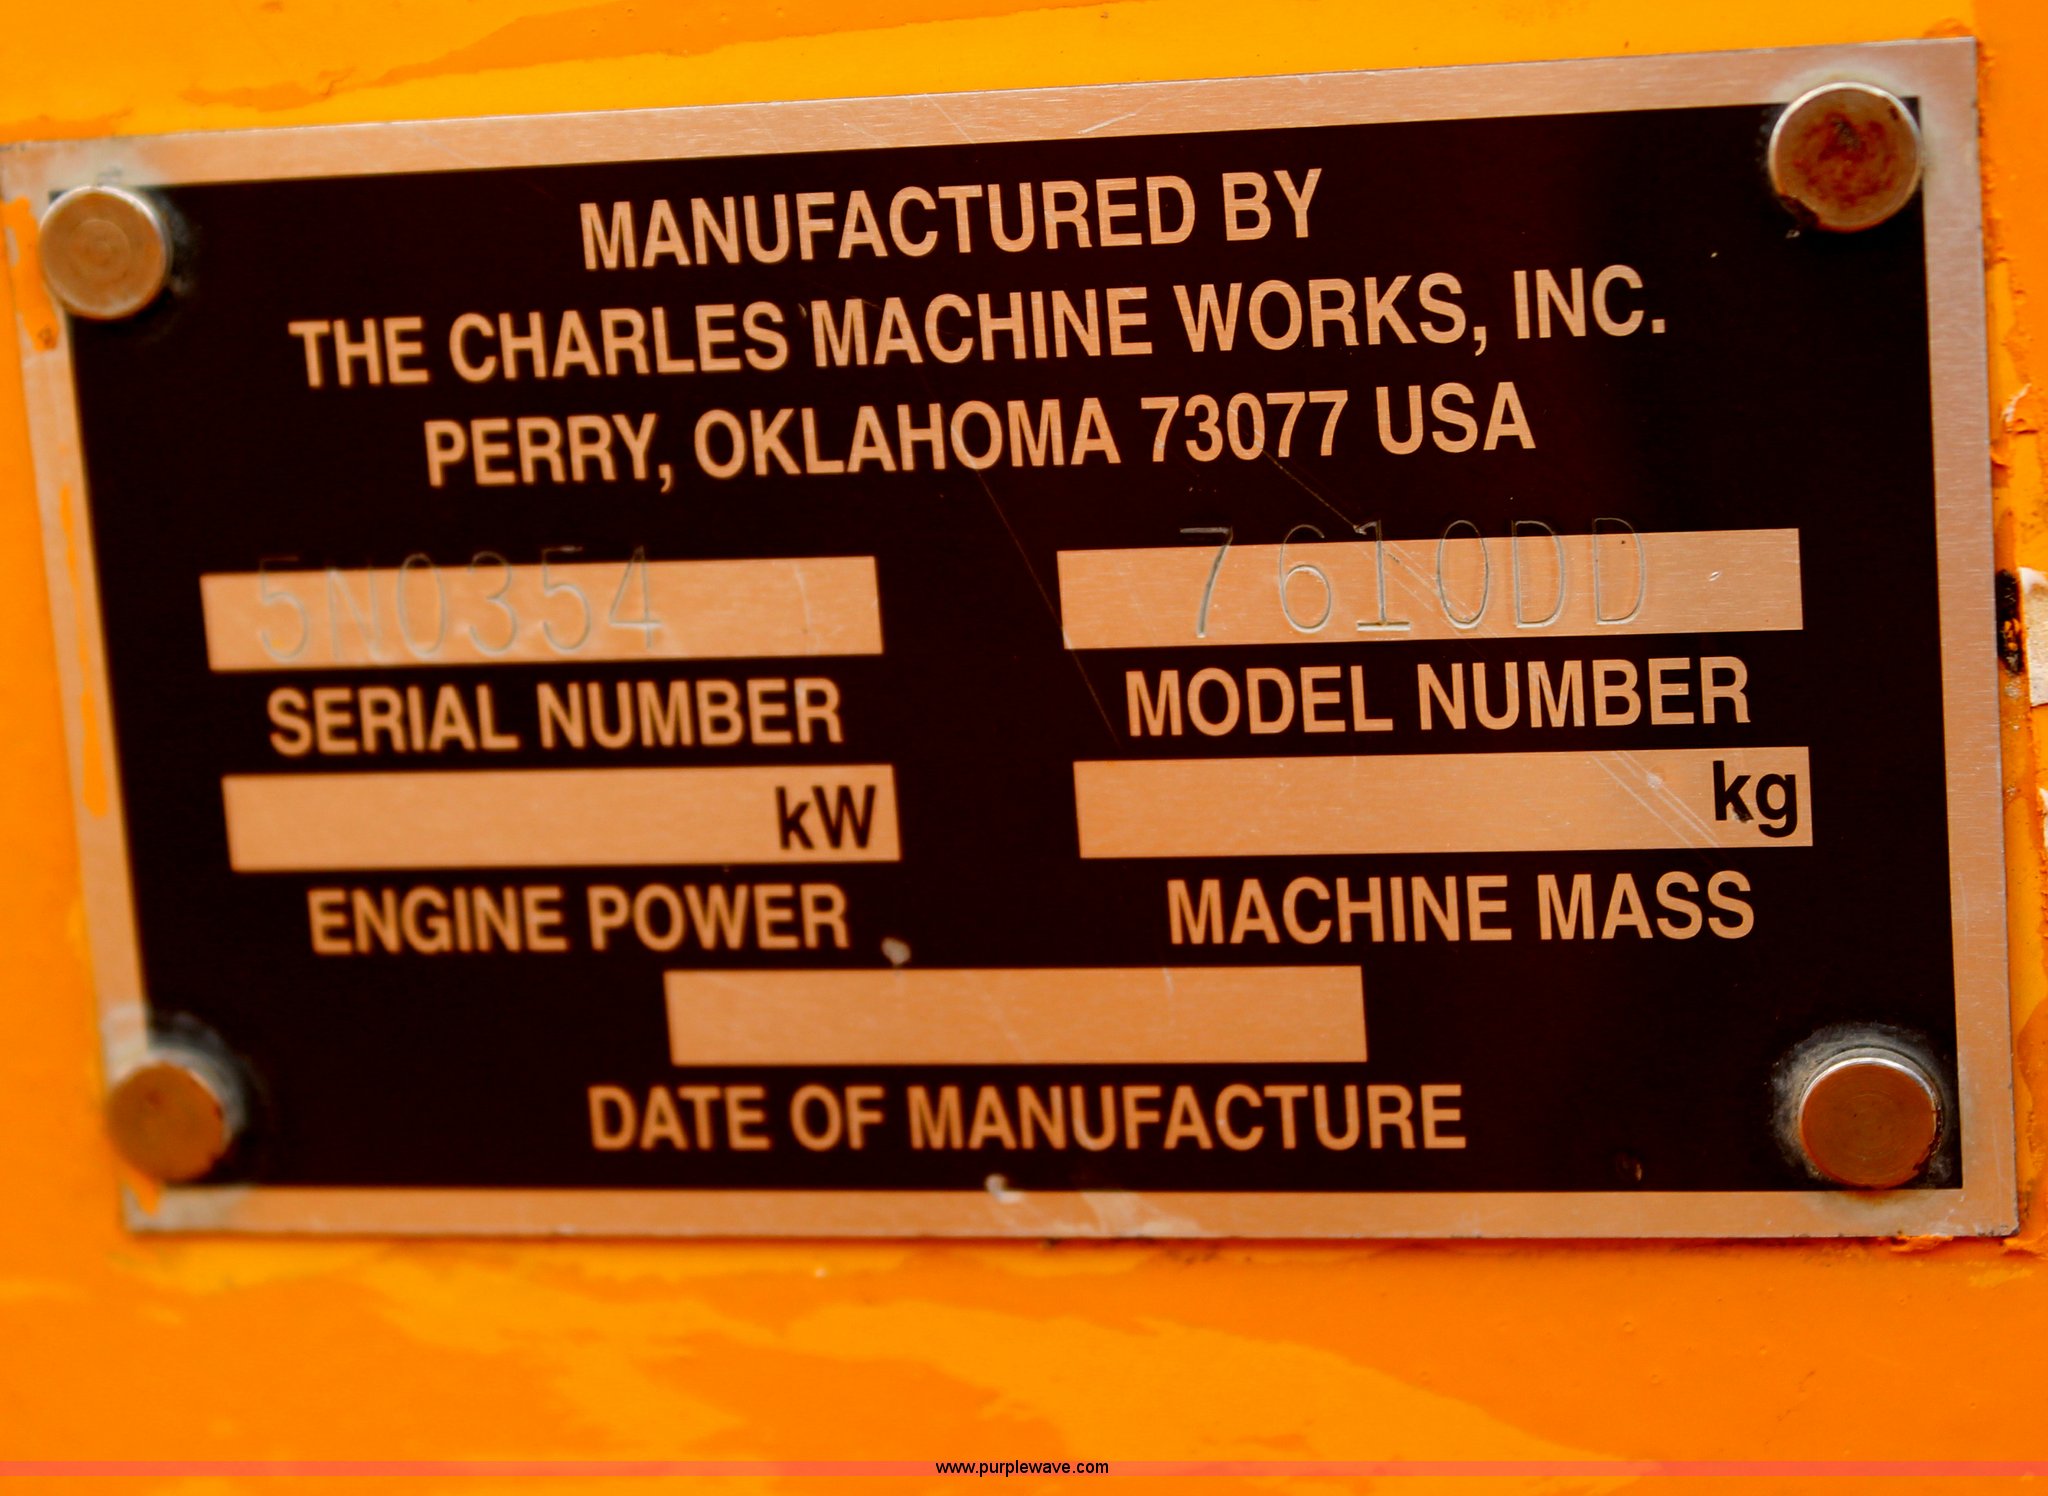 MANUFACTURED BY
THE CHARLES MACHINE WORKS, INC.
PERRY, OKLAHOMA 73077 USA
5N0354 7610DD
SERIAL NUMBER MODEL NUMBER
kW kg
ENGINE POWER MACHINE MASS
DATE OF MANUFACTURE
www.purplewave.com